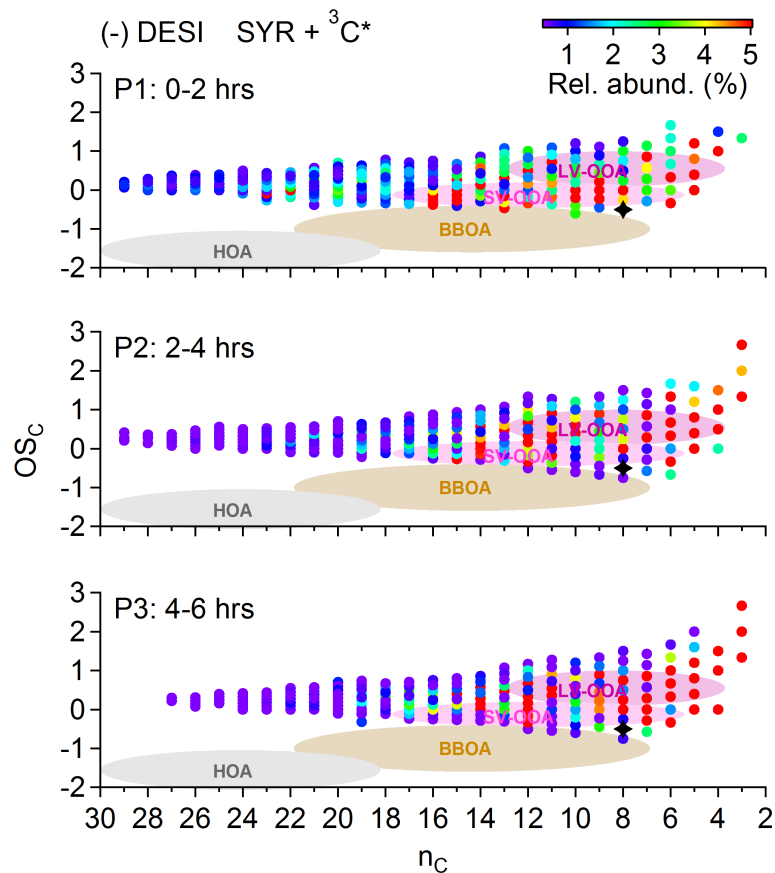 (-) DESI SYR + ³C*
1 2 3 4 5
Rel. abund. (%)
P1: 0-2 hrs
3
2
1
0
-1
-2
LV-OOA
SV-OOA
BBOA
HOA
P2: 2-4 hrs
3
2
1
0
-1
-2
LV-OOA
SV-OOA
BBOA
HOA
OSC
P3: 4-6 hrs
3
2
1
0
-1
-2
LV-OOA
SV-OOA
BBOA
HOA
30 28 26 24 22 20 18 16 14 12 10 8 6 4 2
nC